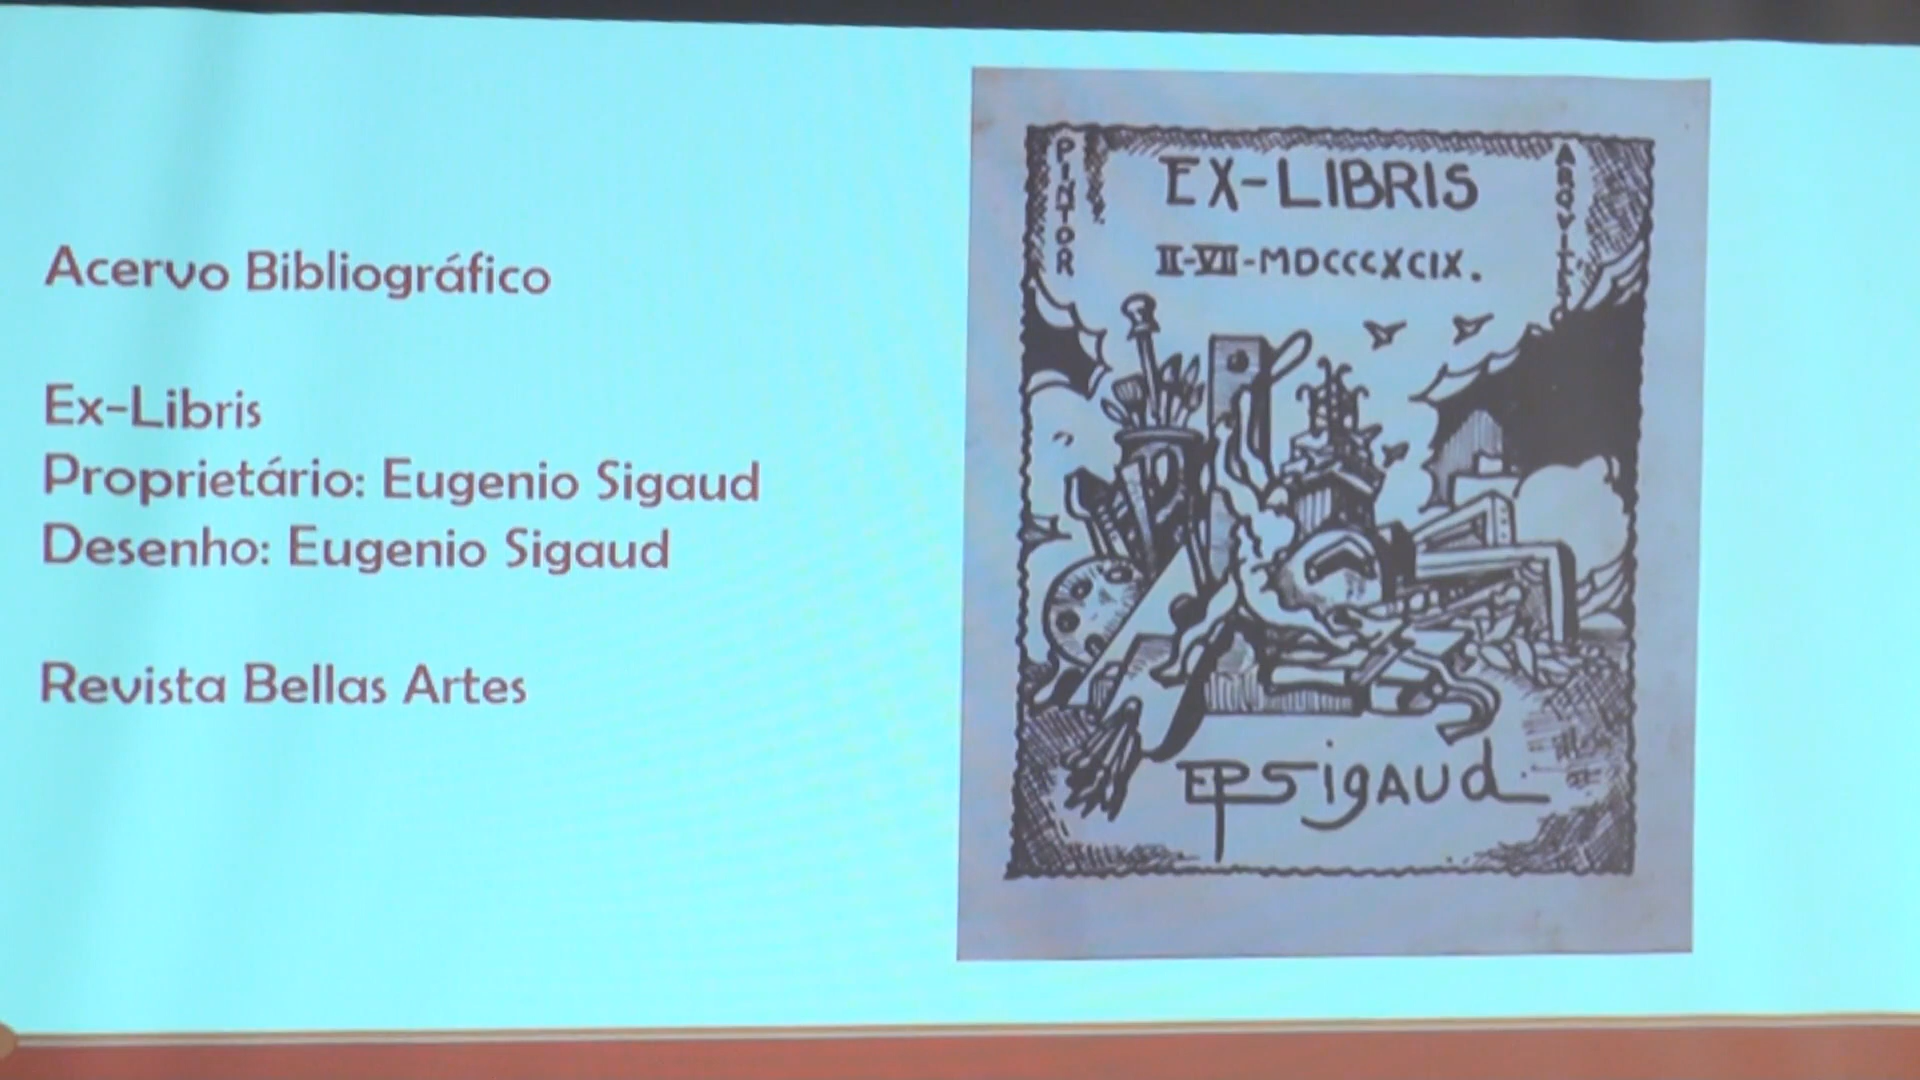 Acervo Bibliográfico
Ex-Libris
Proprietário: Eugenio Sigaud
Desenho: Eugenio Sigaud
Revista Bellas Artes
PINTOR
EX-LIBRIS
II-VII-MDCCCXCIX.
EPSigaud